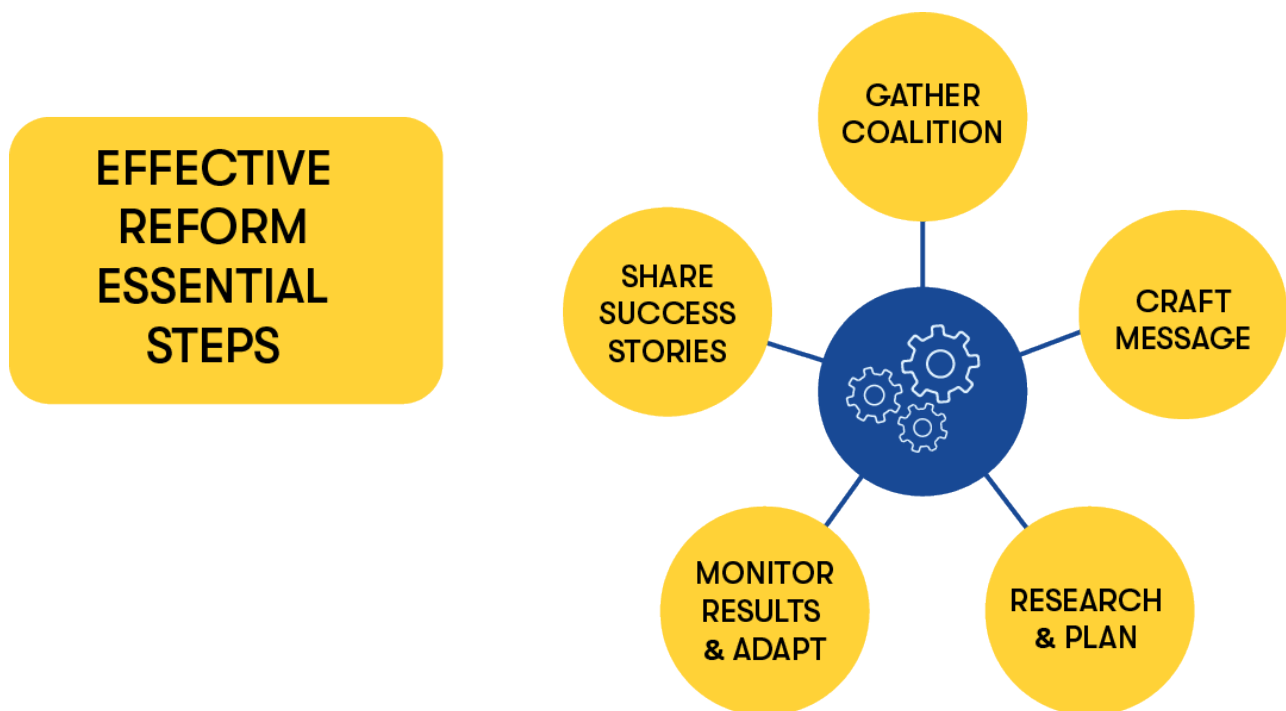 EFFECTIVE
REFORM
ESSENTIAL
STEPS
GATHER
COALITION
CRAFT
MESSAGE
RESEARCH
& PLAN
MONITOR
RESULTS
& ADAPT
SHARE
SUCCESS
STORIES